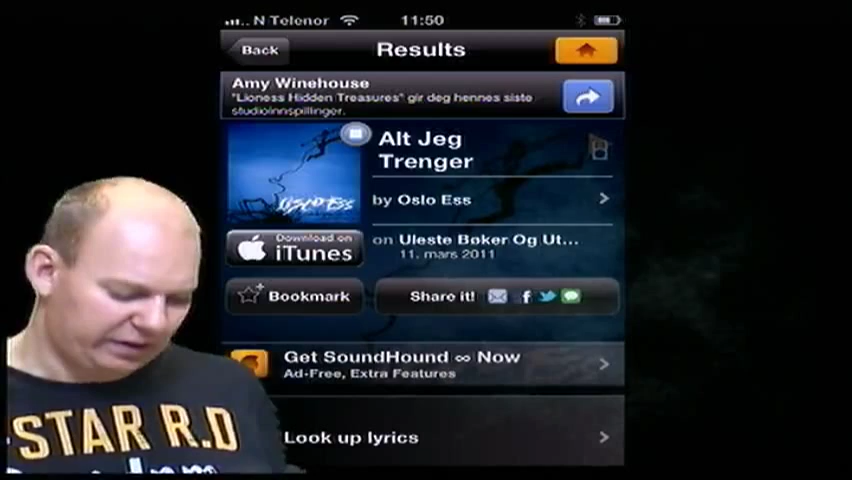 N Telenor 11:50
Back
Results
Amy Winehouse
"Lioness Hidden Treasures" gir deg hennes siste
studioinnspillinger.
Alt Jeg
Trenger
by Oslo Ess
Download on
iTunes
on Uleste Bøker Og Ut...
11. mars 2011
Bookmark
Share it!
Get SoundHound ∞ Now
Ad-Free, Extra Features
Look up lyrics
-STAR R.D